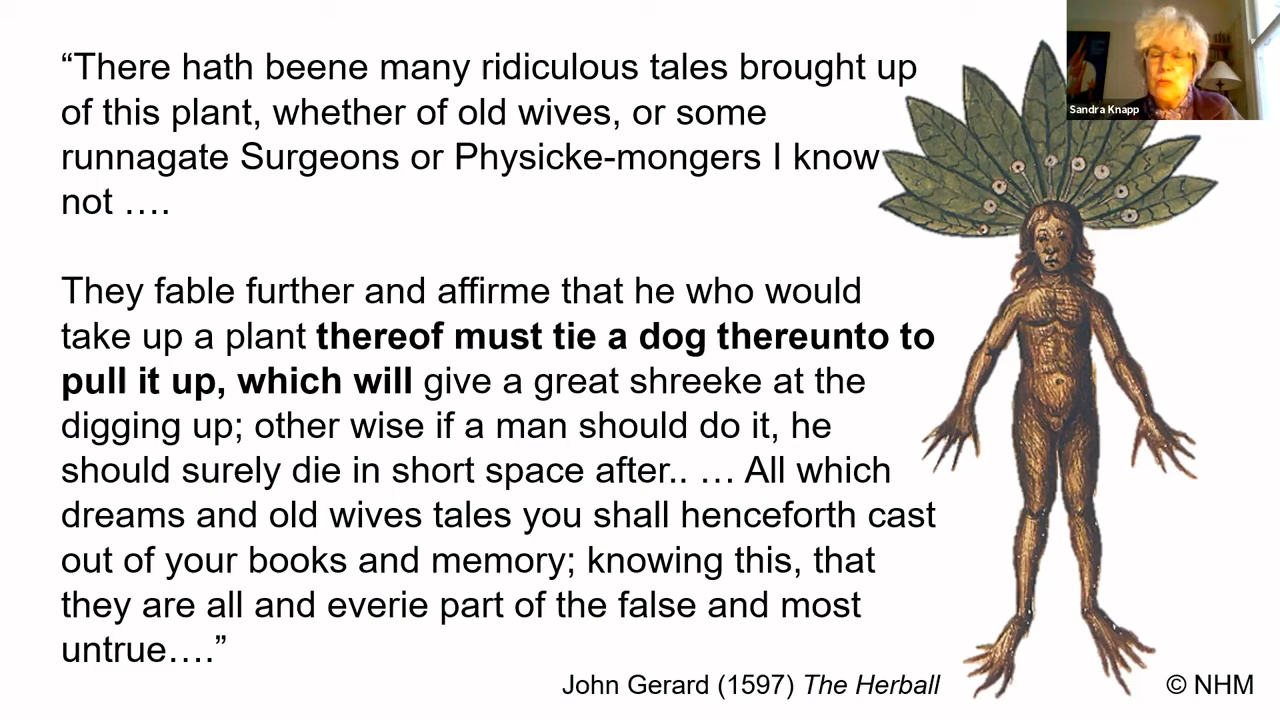 “There hath beene many ridiculous tales brought up
of this plant, whether of old wives, or some
runnagate Surgeons or Physicke-mongers I know
not ….
They fable further and affirme that he who would
take up a plant thereof must tie a dog thereunto to
pull it up, which will give a great shreeke at the
digging up; other wise if a man should do it, he
should surely die in short space after.. … All which
dreams and old wives tales you shall henceforth cast
out of your books and memory; knowing this, that
they are all and everie part of the false and most
untrue….”
John Gerard (1597) The Herball
© NHM
Sandra Knapp